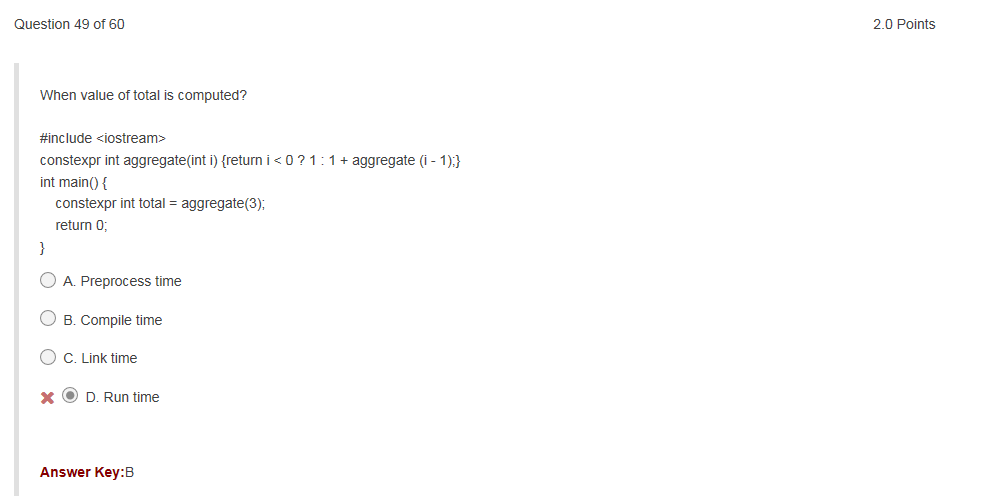 Question 49 of 60
2.0 Points
When value of total is computed?
#include <iostream>
constexpr int aggregate(int i) {return i < 0 ? 1 : 1 + aggregate (i - 1);}
int main() {
constexpr int total = aggregate(3);
return 0;
}
A. Preprocess time
B. Compile time
C. Link time
D. Run time
Answer Key:B